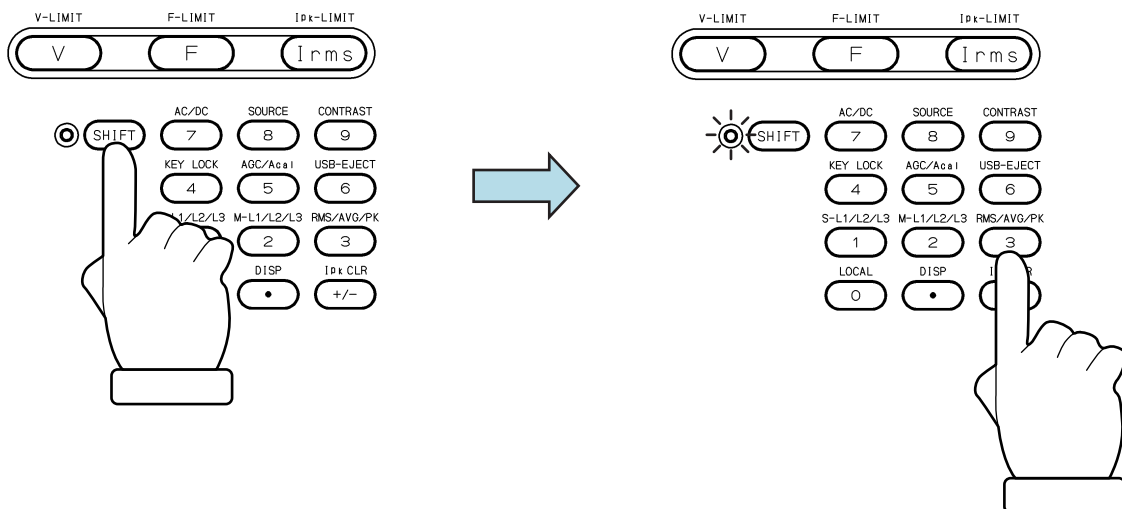 V-LIMIT F-LIMIT Ipk-LIMIT
V F Irms
AC/DC SOURCE CONTRAST
SHIFT 7 8 9
KEY LOCK AGC/Acal USB-EJECT
4 5 6
L1/L2/L3 M-L1/L2/L3 RMS/AVG/PK
2 3
DISP Ipk CLR
• +/-
V-LIMIT F-LIMIT Ipk-LIMIT
V F Irms
AC/DC SOURCE CONTRAST
SHIFT 7 8 9
KEY LOCK AGC/Acal USB-EJECT
4 5 6
S-L1/L2/L3 M-L1/L2/L3 RMS/AVG/PK
1 2 3
LOCAL DISP
0 •